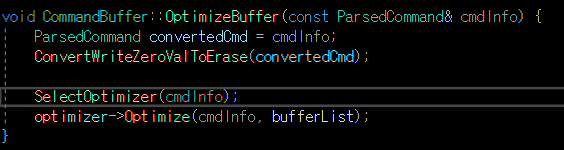 void CommandBuffer::OptimizeBuffer(const ParsedCommand& cmdInfo) {
ParsedCommand convertedCmd = cmdInfo;
ConvertWriteZeroValToErase(convertedCmd);
SelectOptimizer(cmdInfo);
optimizer->Optimize(cmdInfo, bufferList);
}